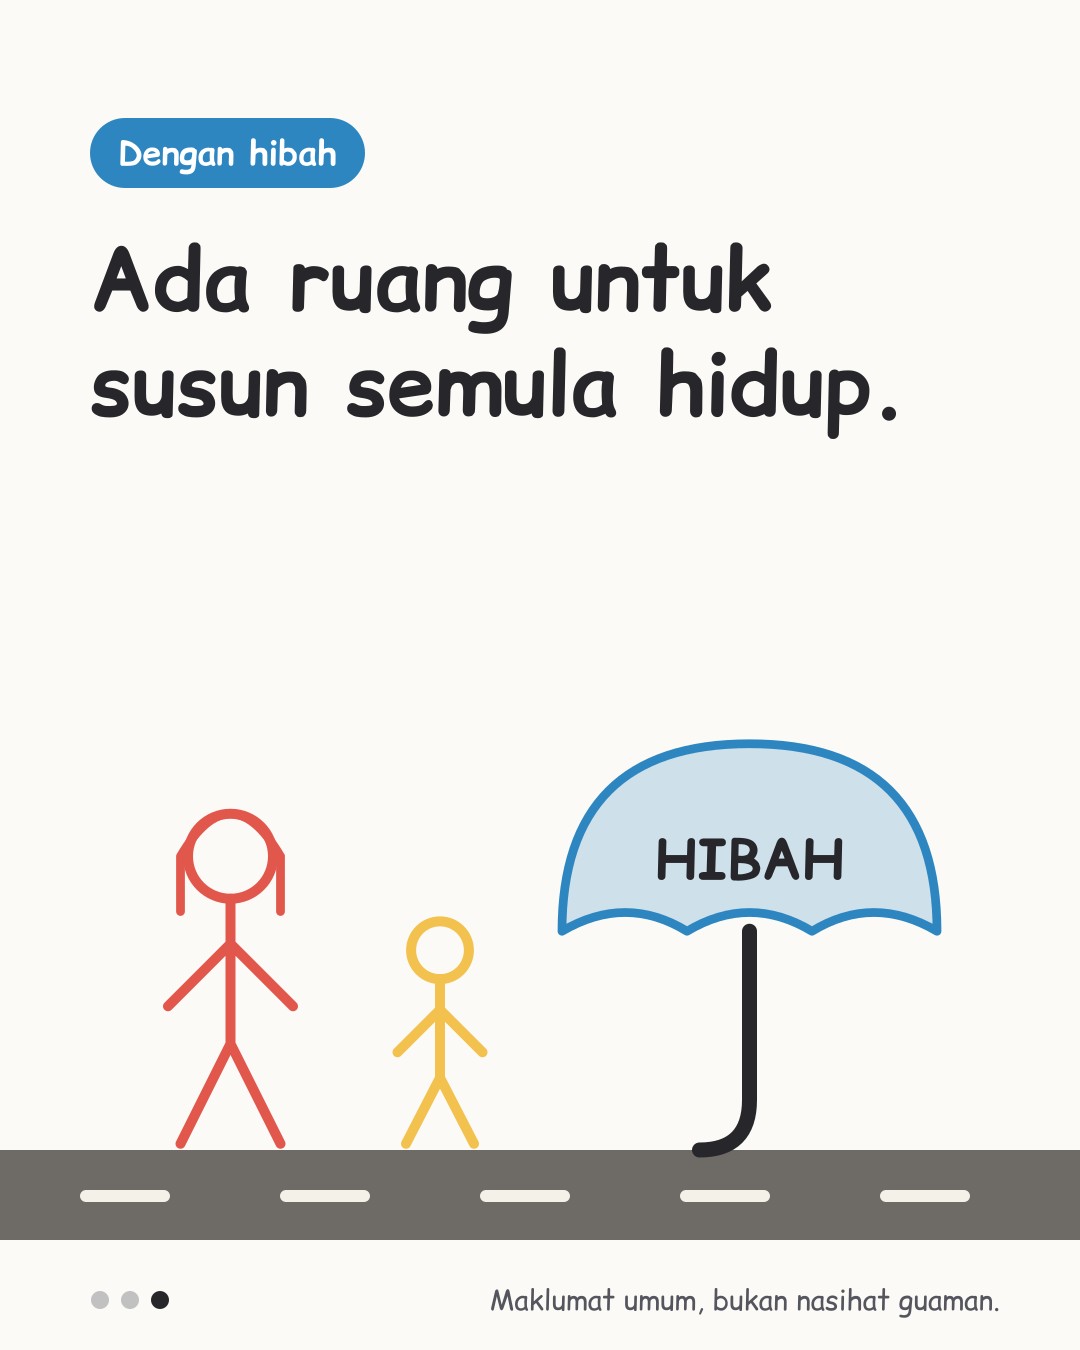 Dengan hibah
Ada ruang untuk
susun semula hidup.
HIBAH
Maklumat umum, bukan nasihat guaman.